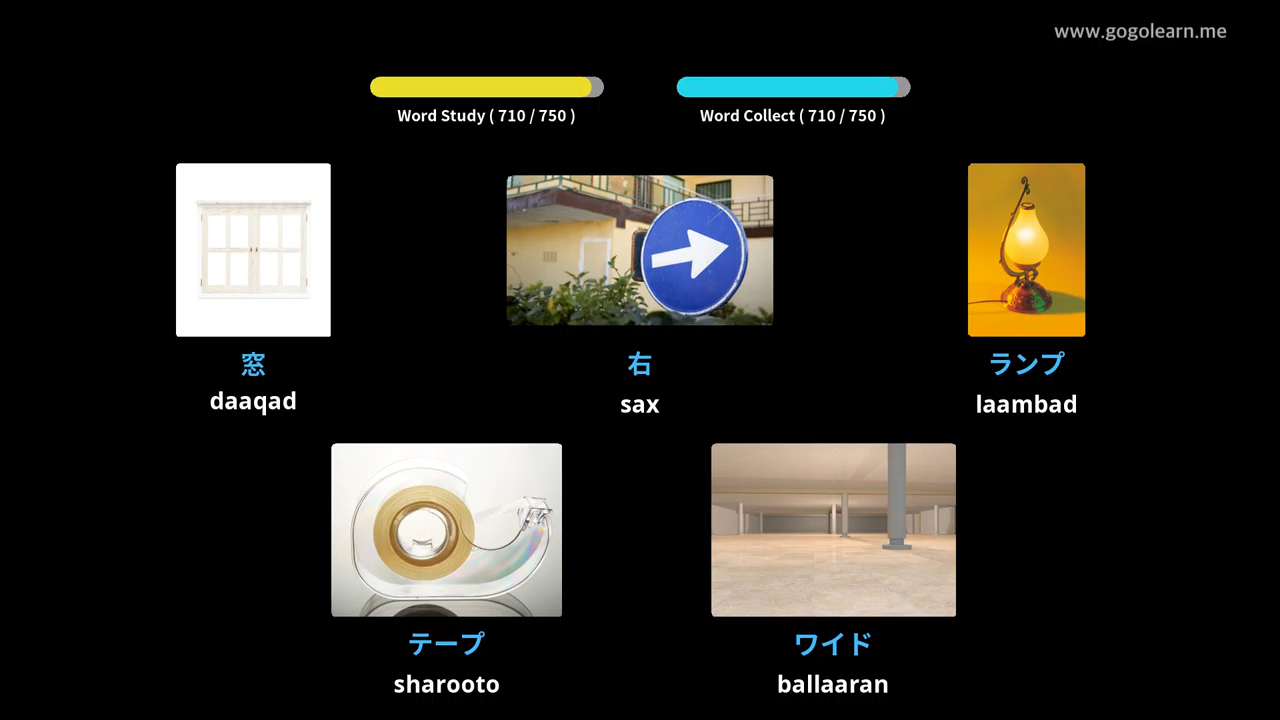 www.gogolearn.me
Word Study ( 710 / 750 )
Word Collect ( 710 / 750 )
窓
daaqad
右
sax
ランプ
laambad
テープ
sharooto
ワイド
ballaaran